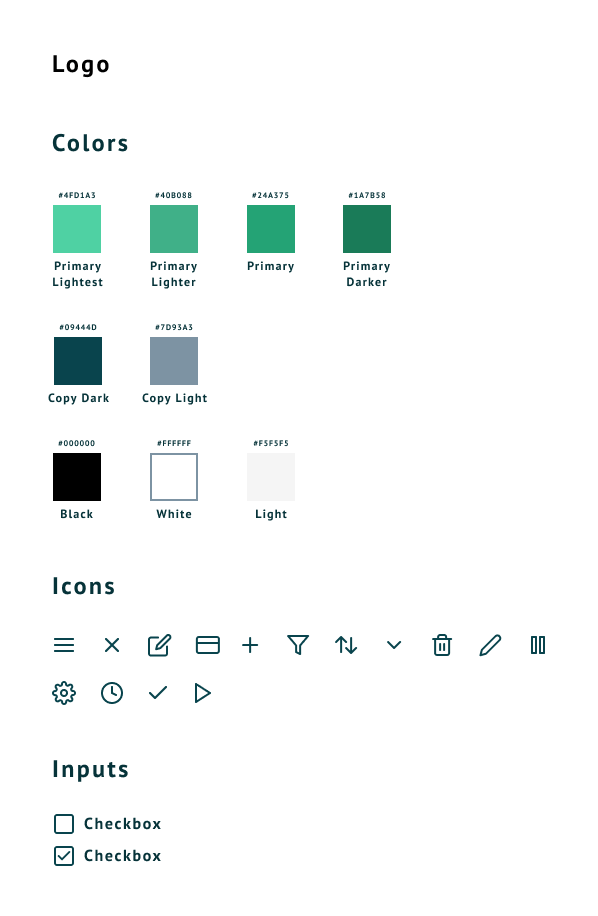 Logo
Colors
#4FD1A3 #40B088 #24A375 #1A7B58
Primary Lightest
Primary Lighter
Primary
Primary Darker
#09444D #7D93A3
Copy Dark Copy Light
#000000 #FFFFFF #F5F5F5
Black White Light
Icons
Inputs
Checkbox
Checkbox